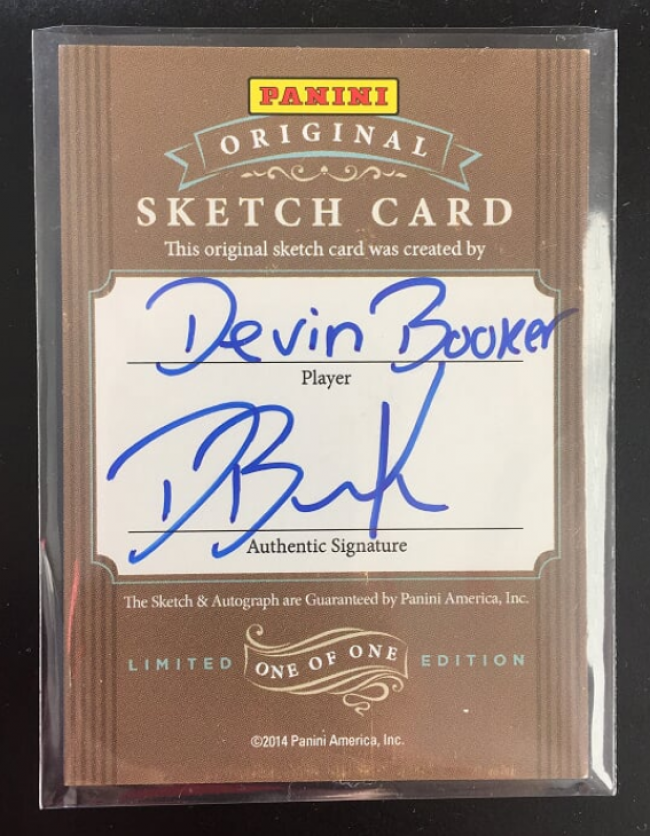 PANINI
ORIGINAL
SKETCH CARD
This original sketch card was created by
Devin Booker
Player
DBook
Authentic Signature
The Sketch & Autograph are Guaranteed by Panini America, Inc.
LIMITED ONE OF ONE EDITION
©2014 Panini America, Inc.